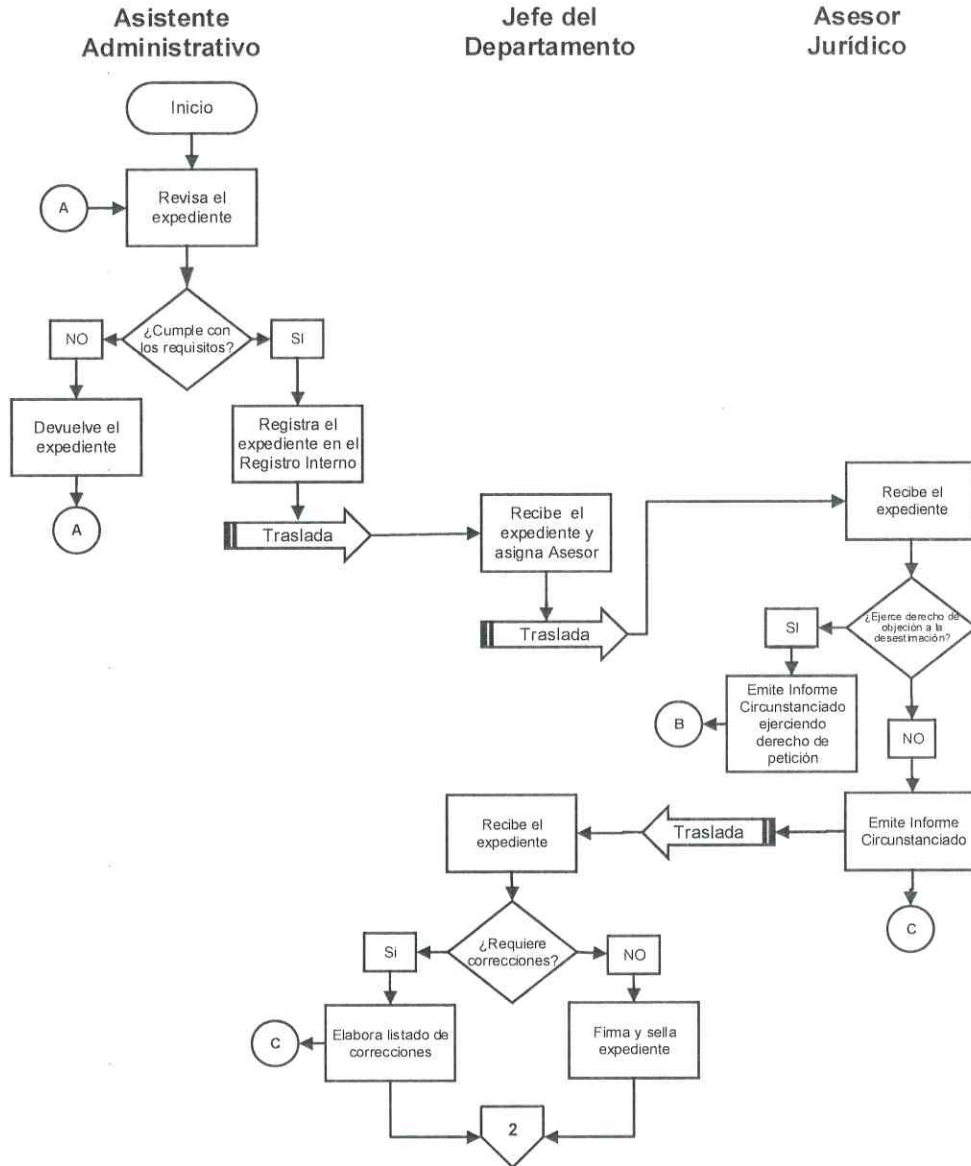 Asistente
Administrativo
Jefe del
Departamento
Asesor
Jurídico
Inicio
A
Revisa el
expediente
¿Cumple con
los requisitos?
NO
SI
Devuelve el
expediente
A
Registra el
expediente en el
Registro Interno
Traslada
Recibe el
expediente y
asigna Asesor
Traslada
Recibe el
expediente
¿Ejerce derecho de
objeción a la
desestimación?
SI
NO
Emite Informe
Circunstanciado
ejerciendo
derecho de
petición
B
Emite Informe
Circunstanciado
C
Traslada
Recibe el
expediente
¿Requiere
correcciones?
Si
NO
Elabora listado de
correcciones
C
Firma y sella
expediente
2